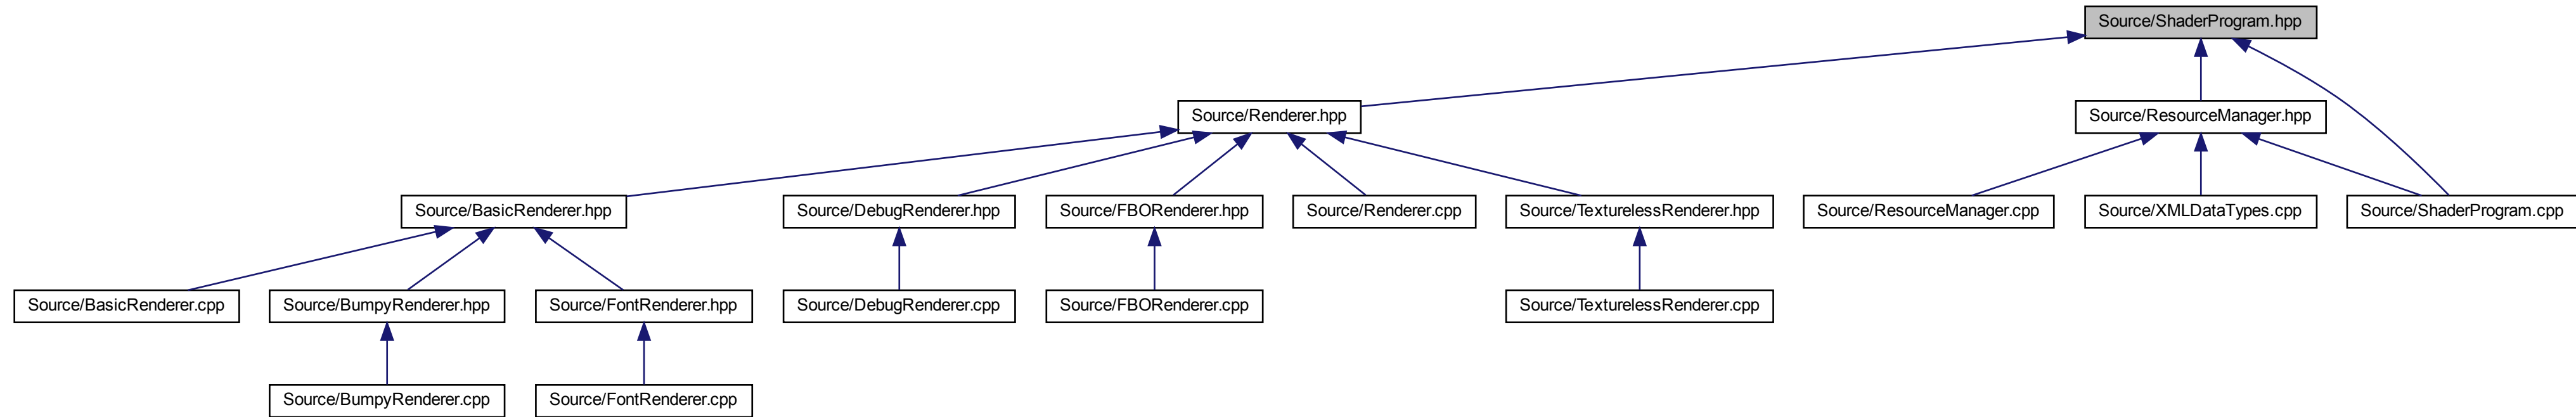 Source/ShaderProgram.hpp
Source/Renderer.hpp
Source/ResourceManager.hpp
Source/BasicRenderer.hpp
Source/DebugRenderer.hpp
Source/FBORenderer.hpp
Source/Renderer.cpp
Source/TexturelessRenderer.hpp
Source/ResourceManager.cpp
Source/XMLDataTypes.cpp
Source/ShaderProgram.cpp
Source/BasicRenderer.cpp
Source/BumpyRenderer.hpp
Source/FontRenderer.hpp
Source/DebugRenderer.cpp
Source/FBORenderer.cpp
Source/TexturelessRenderer.cpp
Source/BumpyRenderer.cpp
Source/FontRenderer.cpp